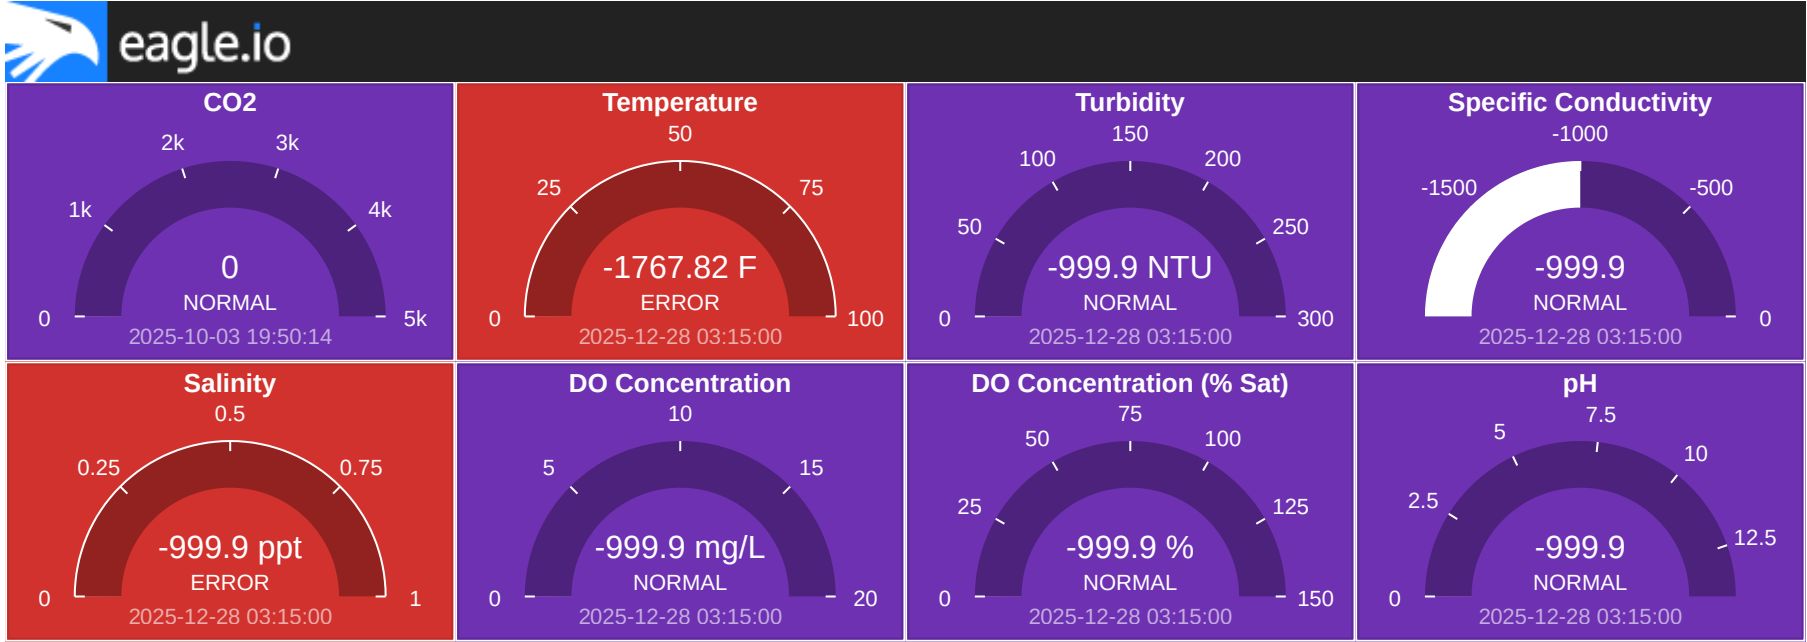 eagle.io
CO2
2k
3k
1k
4k
0
NORMAL
0
5k
2025-10-03 19:50:14
Temperature
50
25
75
-1767.82 F
ERROR
0
100
2025-12-28 03:15:00
Turbidity
150
100
200
50
250
-999.9 NTU
NORMAL
0
300
2025-12-28 03:15:00
Specific Conductivity
-1000
-1500
-500
-999.9
NORMAL
0
2025-12-28 03:15:00
Salinity
0.5
0.25
0.75
-999.9 ppt
ERROR
0
1
2025-12-28 03:15:00
DO Concentration
10
5
15
-999.9 mg/L
NORMAL
0
20
2025-12-28 03:15:00
DO Concentration (% Sat)
75
50
100
25
125
-999.9 %
NORMAL
0
150
2025-12-28 03:15:00
pH
7.5
5
10
2.5
12.5
-999.9
NORMAL
0
2025-12-28 03:15:00